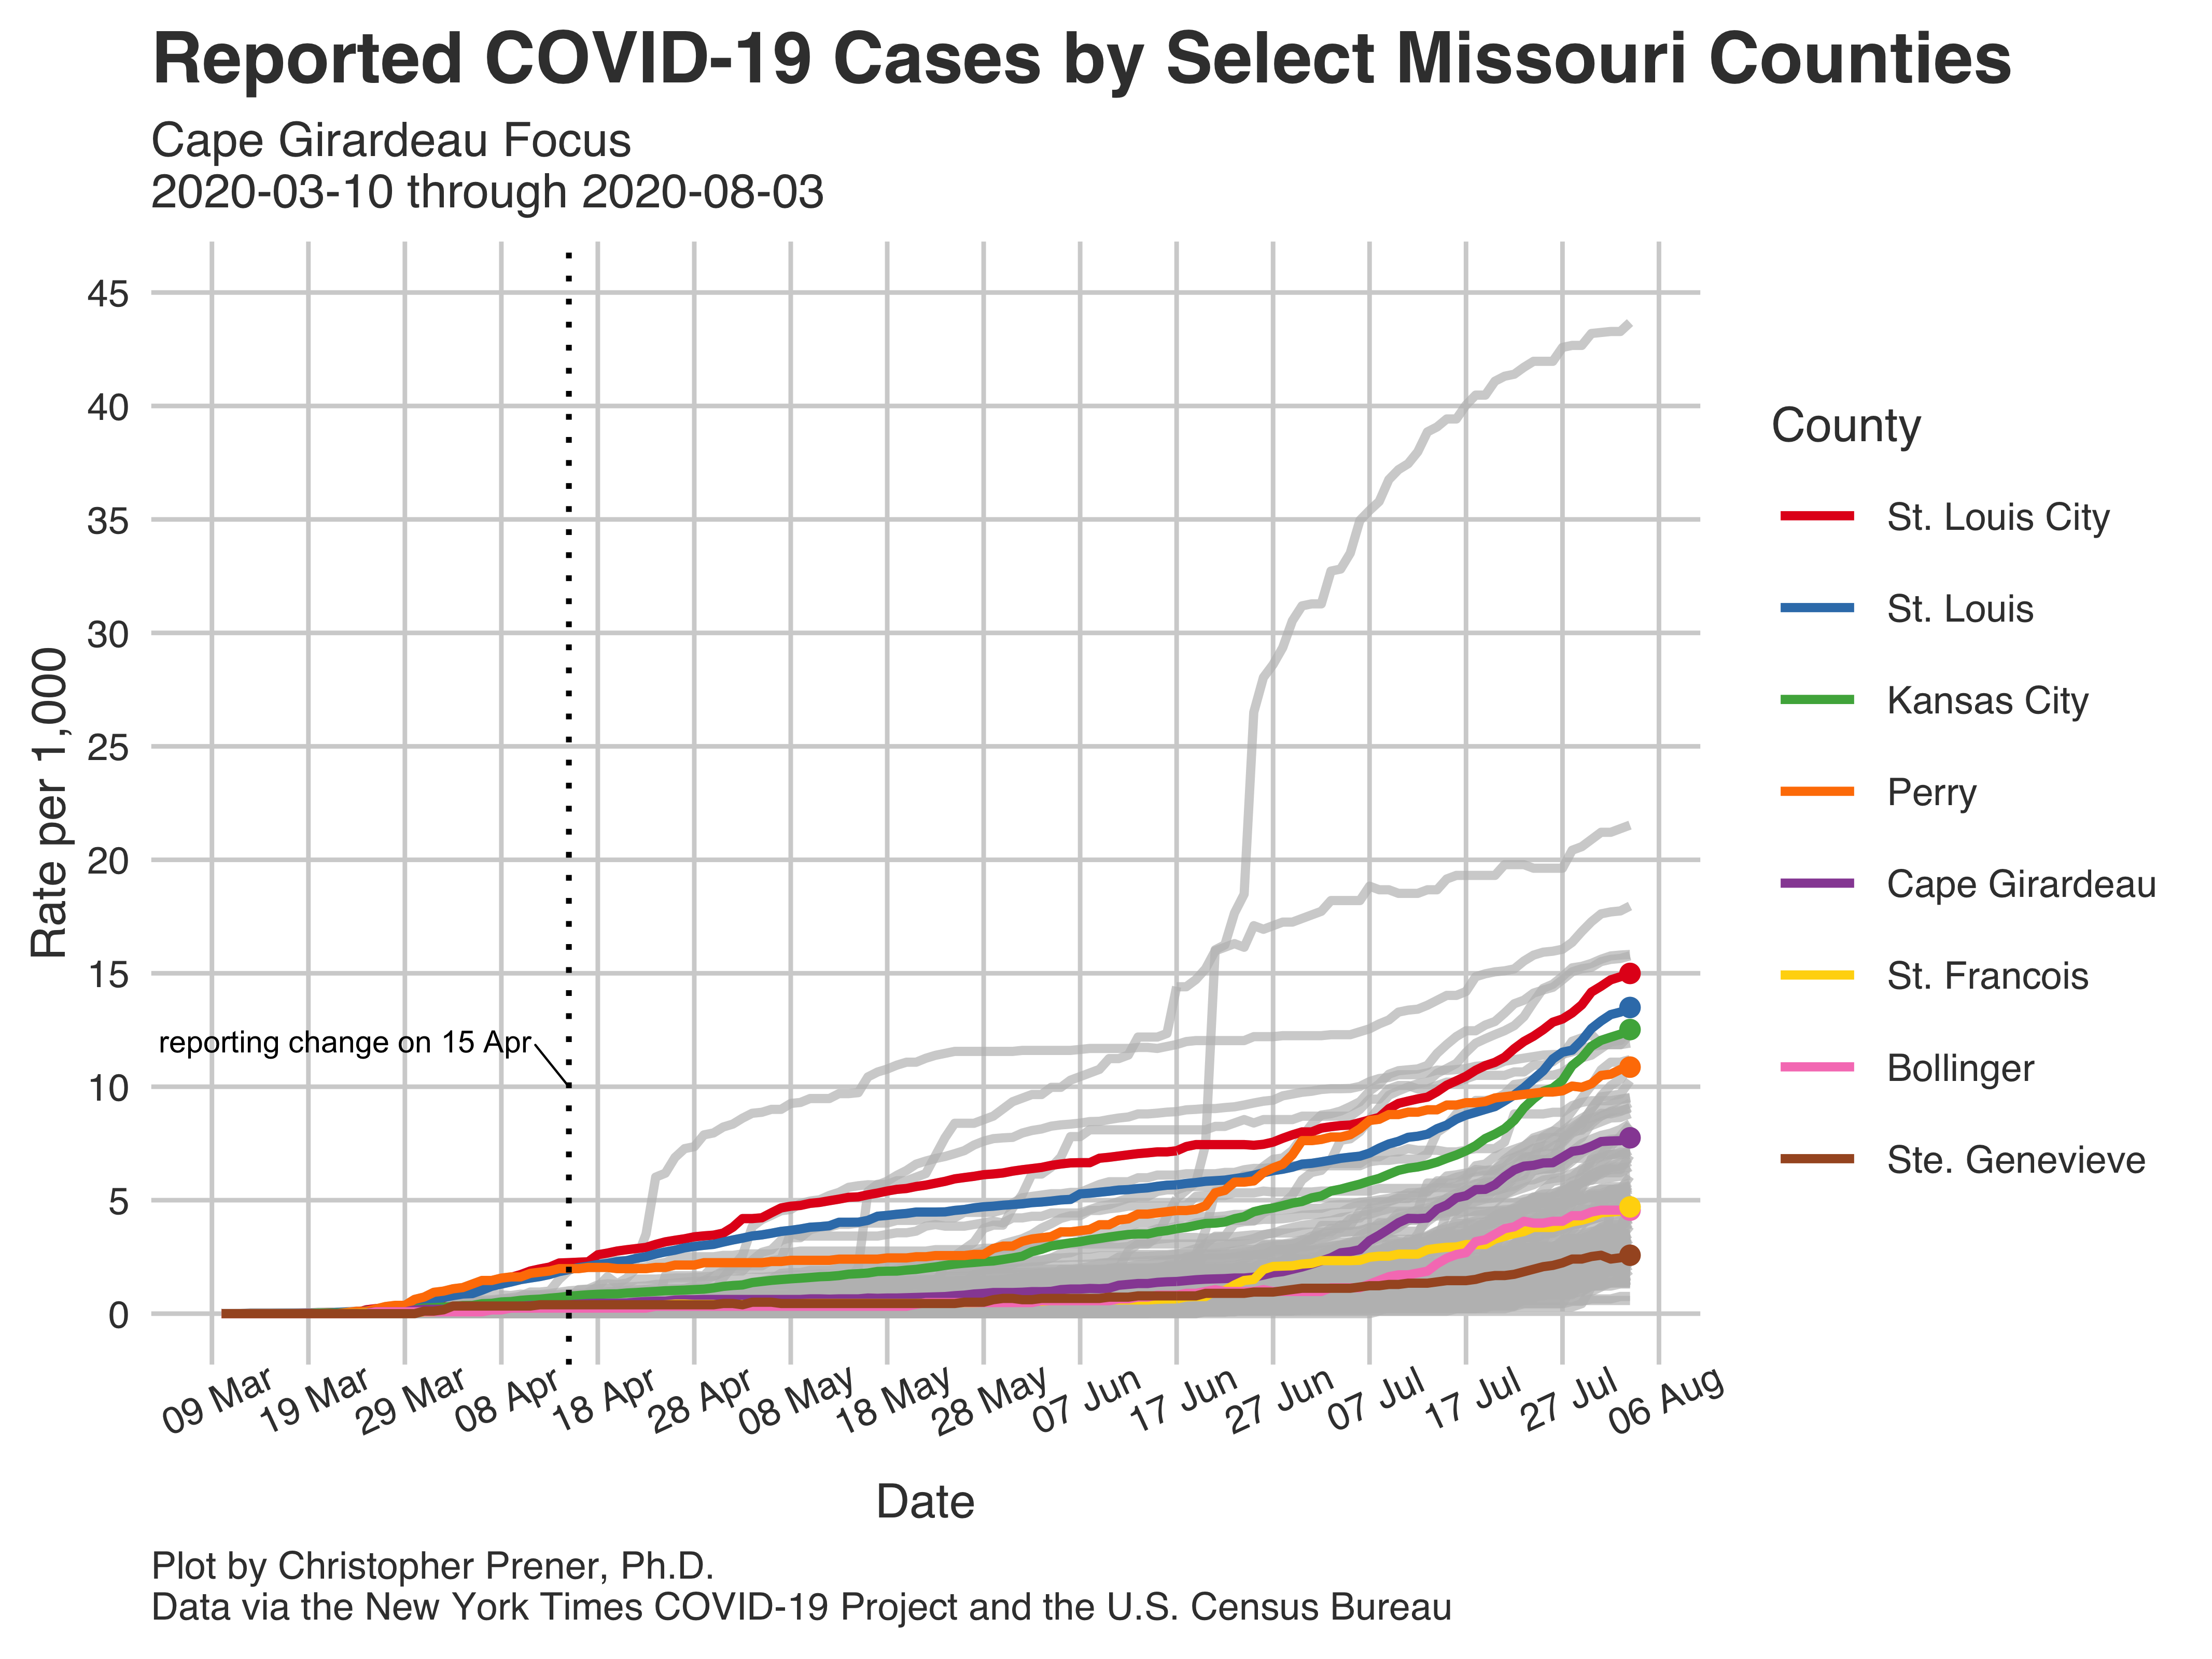 Reported COVID-19 Cases by Select Missouri Counties
Cape Girardeau Focus
2020-03-10 through 2020-08-03
Rate per 1,000
45
40
35
30
25
20
15
10
5
0
reporting change on 15 Apr
09 Mar
19 Mar
29 Mar
08 Apr
18 Apr
28 Apr
08 May
18 May
28 May
07 Jun
17 Jun
27 Jun
07 Jul
17 Jul
27 Jul
06 Aug
Date
County
St. Louis City
St. Louis
Kansas City
Perry
Cape Girardeau
St. Francois
Bollinger
Ste. Genevieve
Plot by Christopher Prener, Ph.D.
Data via the New York Times COVID-19 Project and the U.S. Census Bureau